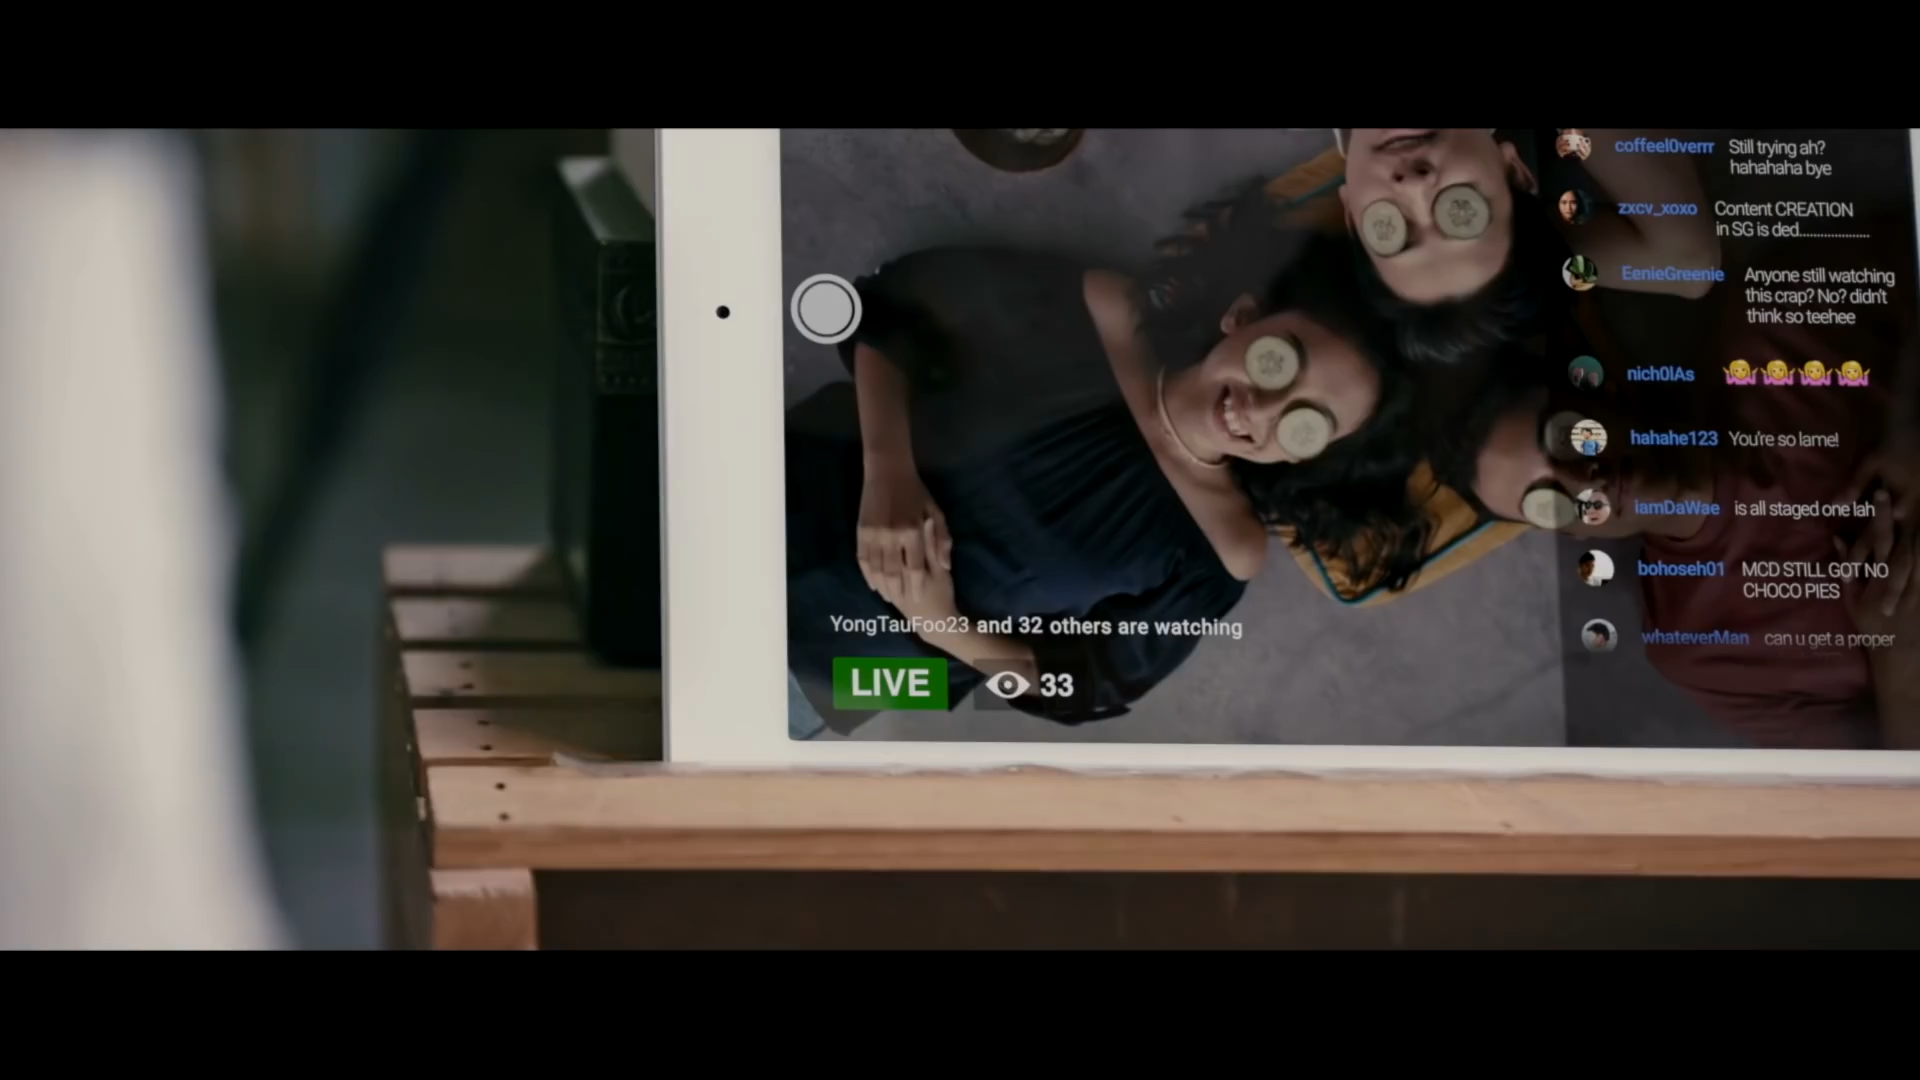 coffeel0verrr Still trying ah?
hahahaha bye
zxcv_xoxo Content CREATION
in SG is ded...................
EenieGreenie Anyone still watching
this crap? No? didn't
think so teehee
nich0lAs 🤷‍♀️🤷‍♀️🤷‍♀️🤷‍♀️
hahahe123 You're so lame!
iamDaWae is all staged one lah
bohoseh01 MCD STILL GOT NO
CHOCO PIES
whateverMan can u get a proper
YongTauFoo23 and 32 others are watching
LIVE 33